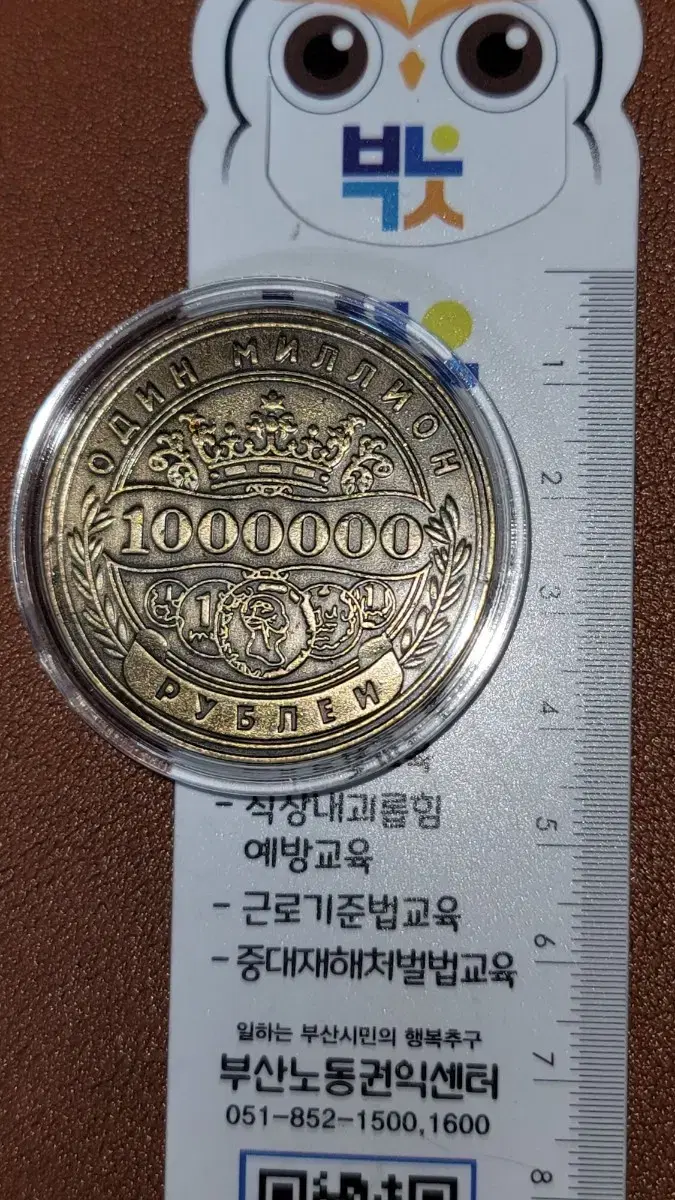 빅놋
ОДИН МИЛЛИОН
1000000
1
РУБЛЕЙ
1
2
3
4
5
6
7
8
- 직장내괴롭힘
예방교육
- 근로기준법교육
- 중대재해처벌법교육
일하는 부산시민의 행복추구
부산노동권익센터
051-852-1500,1600